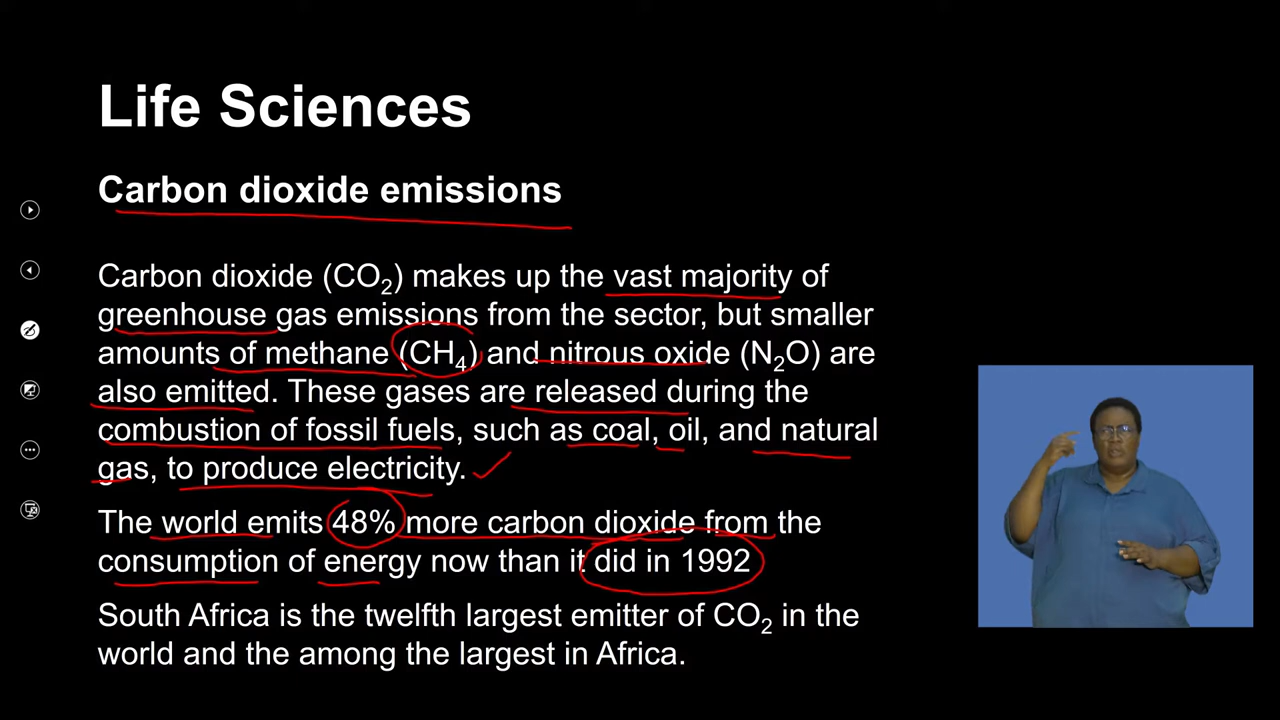 Life Sciences
Carbon dioxide emissions
Carbon dioxide (CO₂) makes up the vast majority of
greenhouse gas emissions from the sector, but smaller
amounts of methane (CH₄) and nitrous oxide (N₂O) are
also emitted. These gases are released during the
combustion of fossil fuels, such as coal, oil, and natural
gas, to produce electricity.
The world emits 48% more carbon dioxide from the
consumption of energy now than it did in 1992
South Africa is the twelfth largest emitter of CO₂ in the
world and the among the largest in Africa.